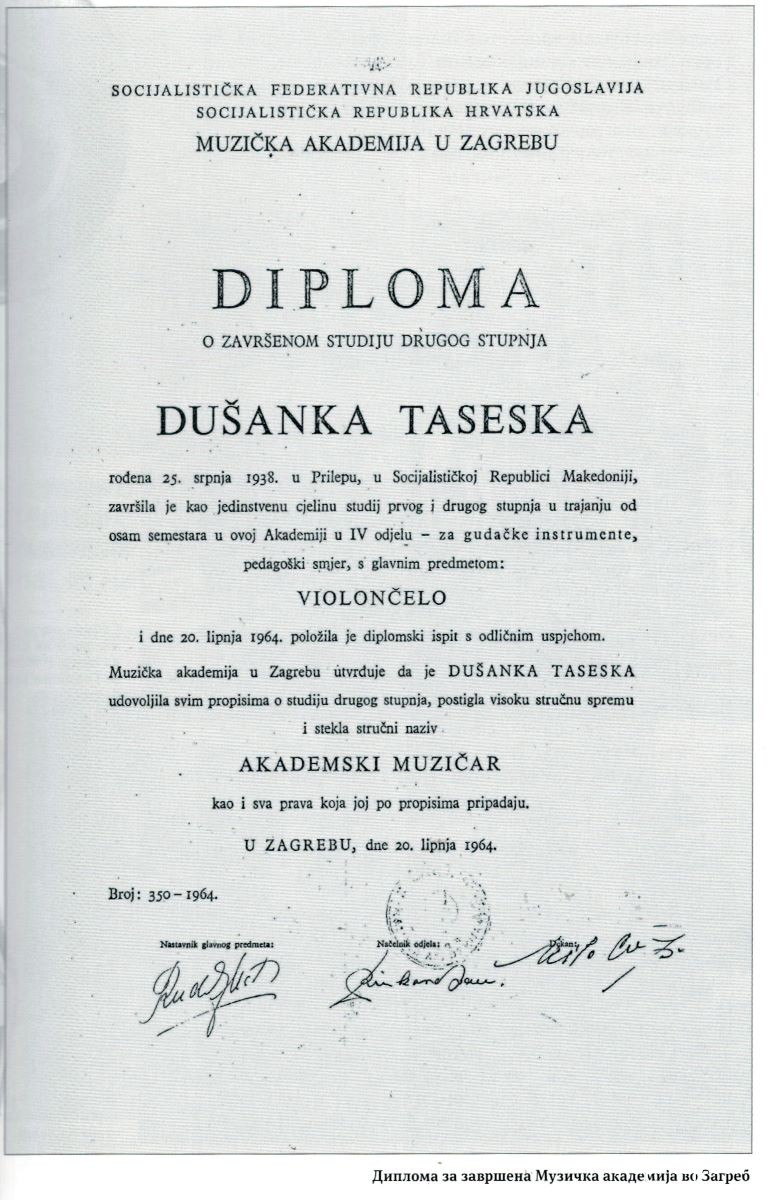 SOCIJALISTIČKA FEDERATIVNA REPUBLIKA JUGOSLAVIJA
SOCIJALISTIČKA REPUBLIKA HRVATSKA
MUZIČKA AKADEMIJA U ZAGREBU
DIPLOMA
O ZAVRŠENOM STUDIJU DRUGOG STUPNJA
DUŠANKA TASESKA
rođena 25. srpnja 1938. u Prilepu, u Socijalističkoj Republici Makedoniji,
završila je kao jedinstvenu cjelinu studij prvog i drugog stupnja u trajanju od
osam semestara u ovoj Akademiji u IV odjelu – za gudačke instrumente,
pedagoški smjer, s glavnim predmetom:
VIOLONČELO
i dne 20. lipnja 1964. položila je diplomski ispit s odličnim uspjehom.
Muzička akademija u Zagrebu utvrđuje da je DUŠANKA TASESKA
udovoljila svim propisima o studiju drugog stupnja, postigla visoku stručnu spremu
i stekla stručni naziv
AKADEMSKI MUZIČAR
kao i sva prava koja joj po propisima pripadaju.
U ZAGREBU, dne 20. lipnja 1964.
Broj: 350–1964.
Nastavnik glavnog predmeta: Načelnik odjela: Dekan:
Диплома за завршена Музичка академија во Загреб